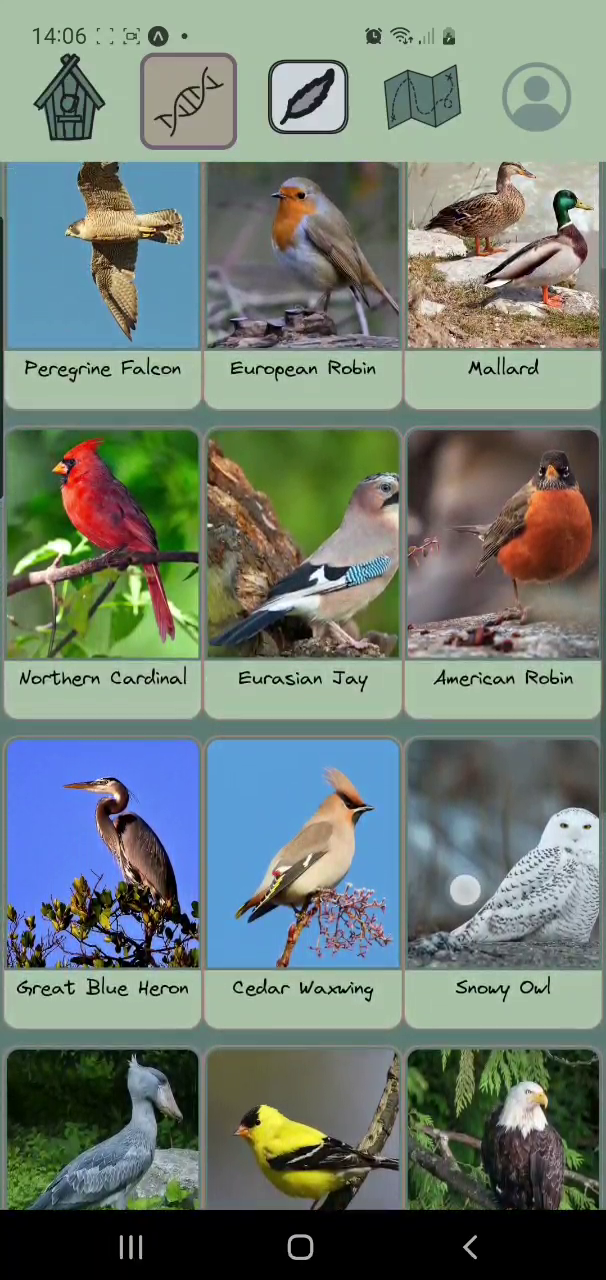 14:06
Peregrine Falcon
European Robin
Mallard
Northern Cardinal
Eurasian Jay
American Robin
Great Blue Heron
Cedar Waxwing
Snowy Owl